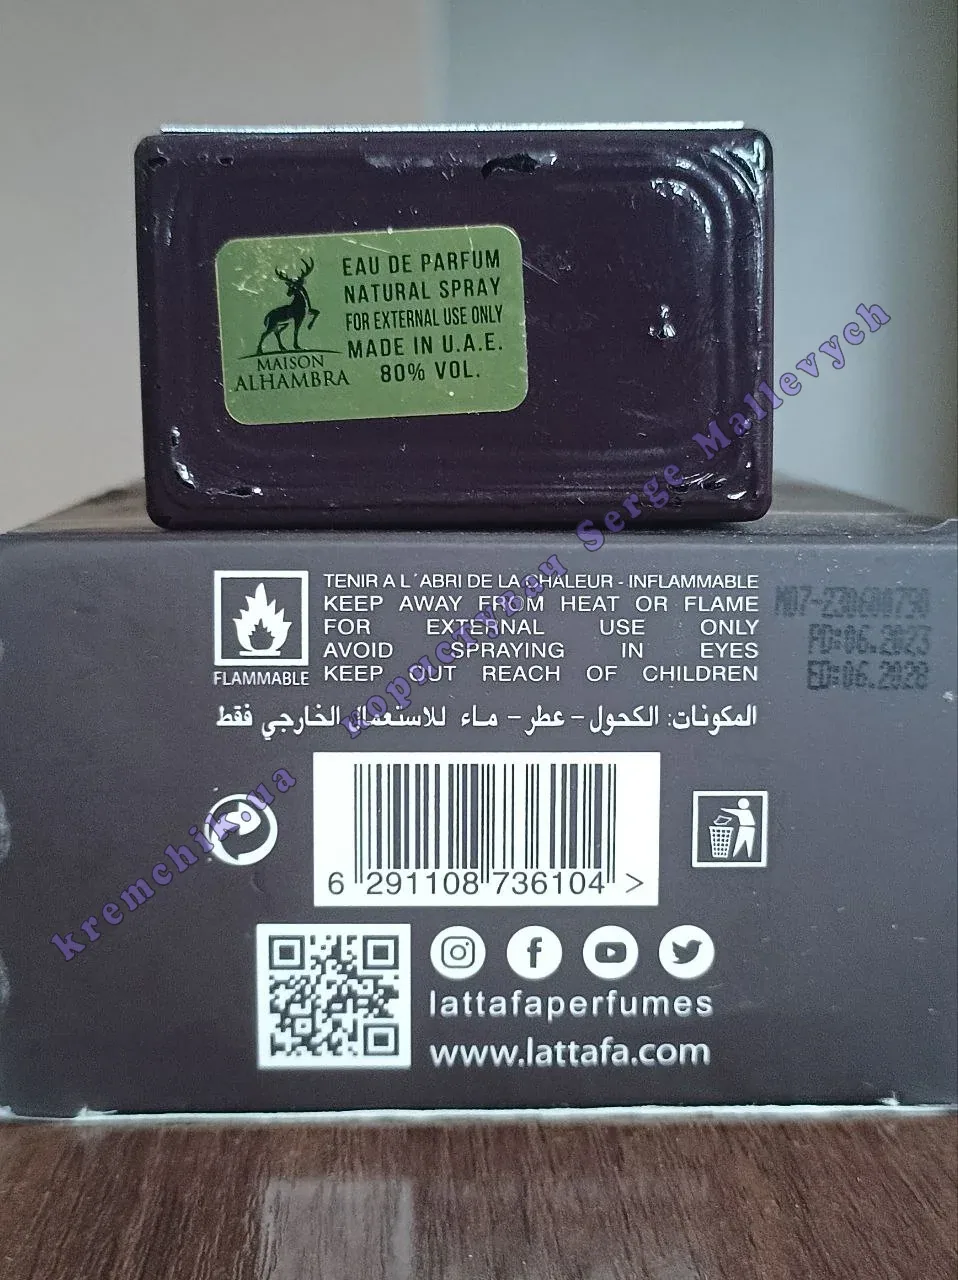 EAU DE PARFUM
NATURAL SPRAY
FOR EXTERNAL USE ONLY
MADE IN U.A.E.
80% VOL.
MAISON
ALHAMBRA
TENIR A L´ABRI DE LA CHALEUR - INFLAMMABLE
KEEP AWAY FROM HEAT OR FLAME
FOR EXTERNAL USE ONLY
AVOID SPRAYING IN EYES
KEEP OUT REACH OF CHILDREN
FLAMMABLE
PD:06.2023
ED:06.2028
المكونات: الكحول - عطر - ماء للاستعمال الخارجي فقط
6 291108 736104 >
lattafaperfumes
www.lattafa.com
kremchik.ua користувач Serge Mallevych